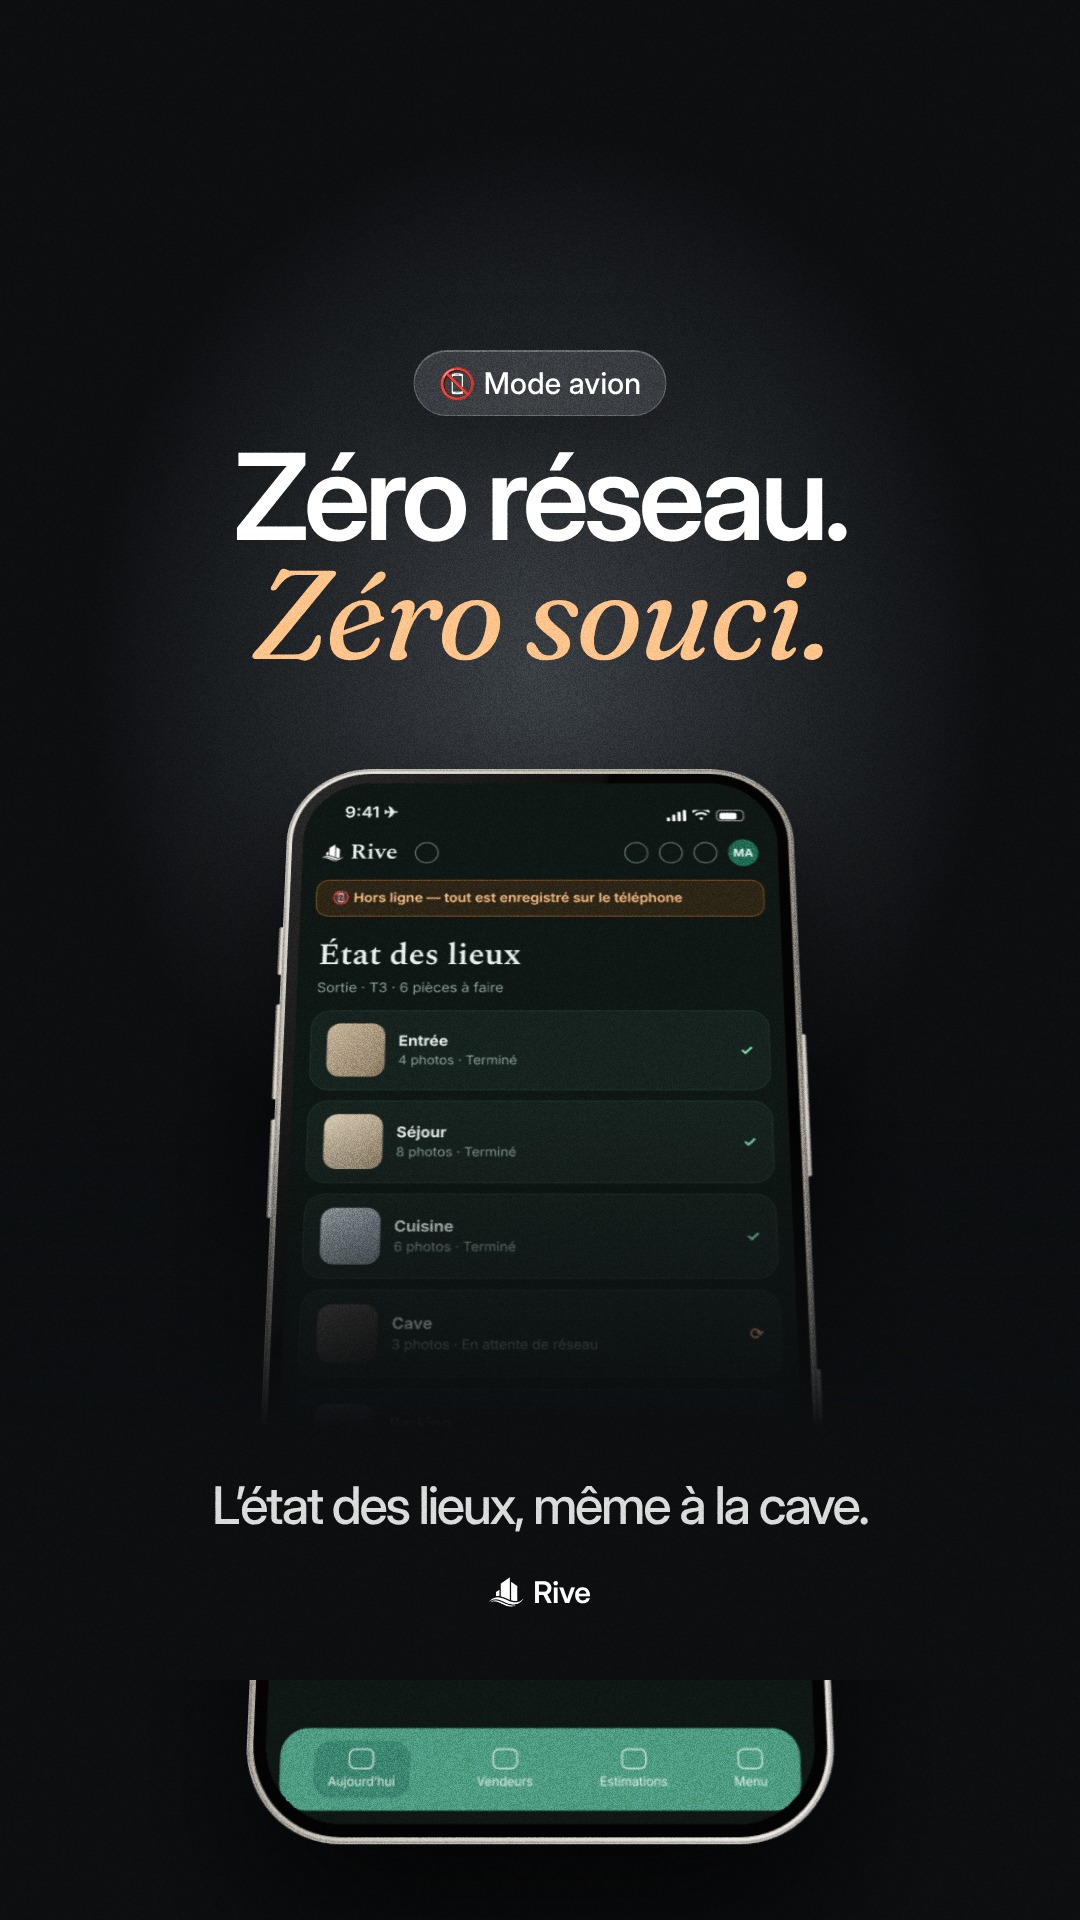 📵 Mode avion
Zéro réseau.
Zéro souci.
9:41
Rive
MA
📵 Hors ligne — tout est enregistré sur le téléphone
État des lieux
Sortie · T3 · 6 pièces à faire
Entrée
4 photos · Terminé
Séjour
8 photos · Terminé
Cuisine
6 photos · Terminé
Cave
3 photos · En attente de réseau
L'état des lieux, même à la cave.
Rive
Aujourd'hui Vendeurs Estimations Menu